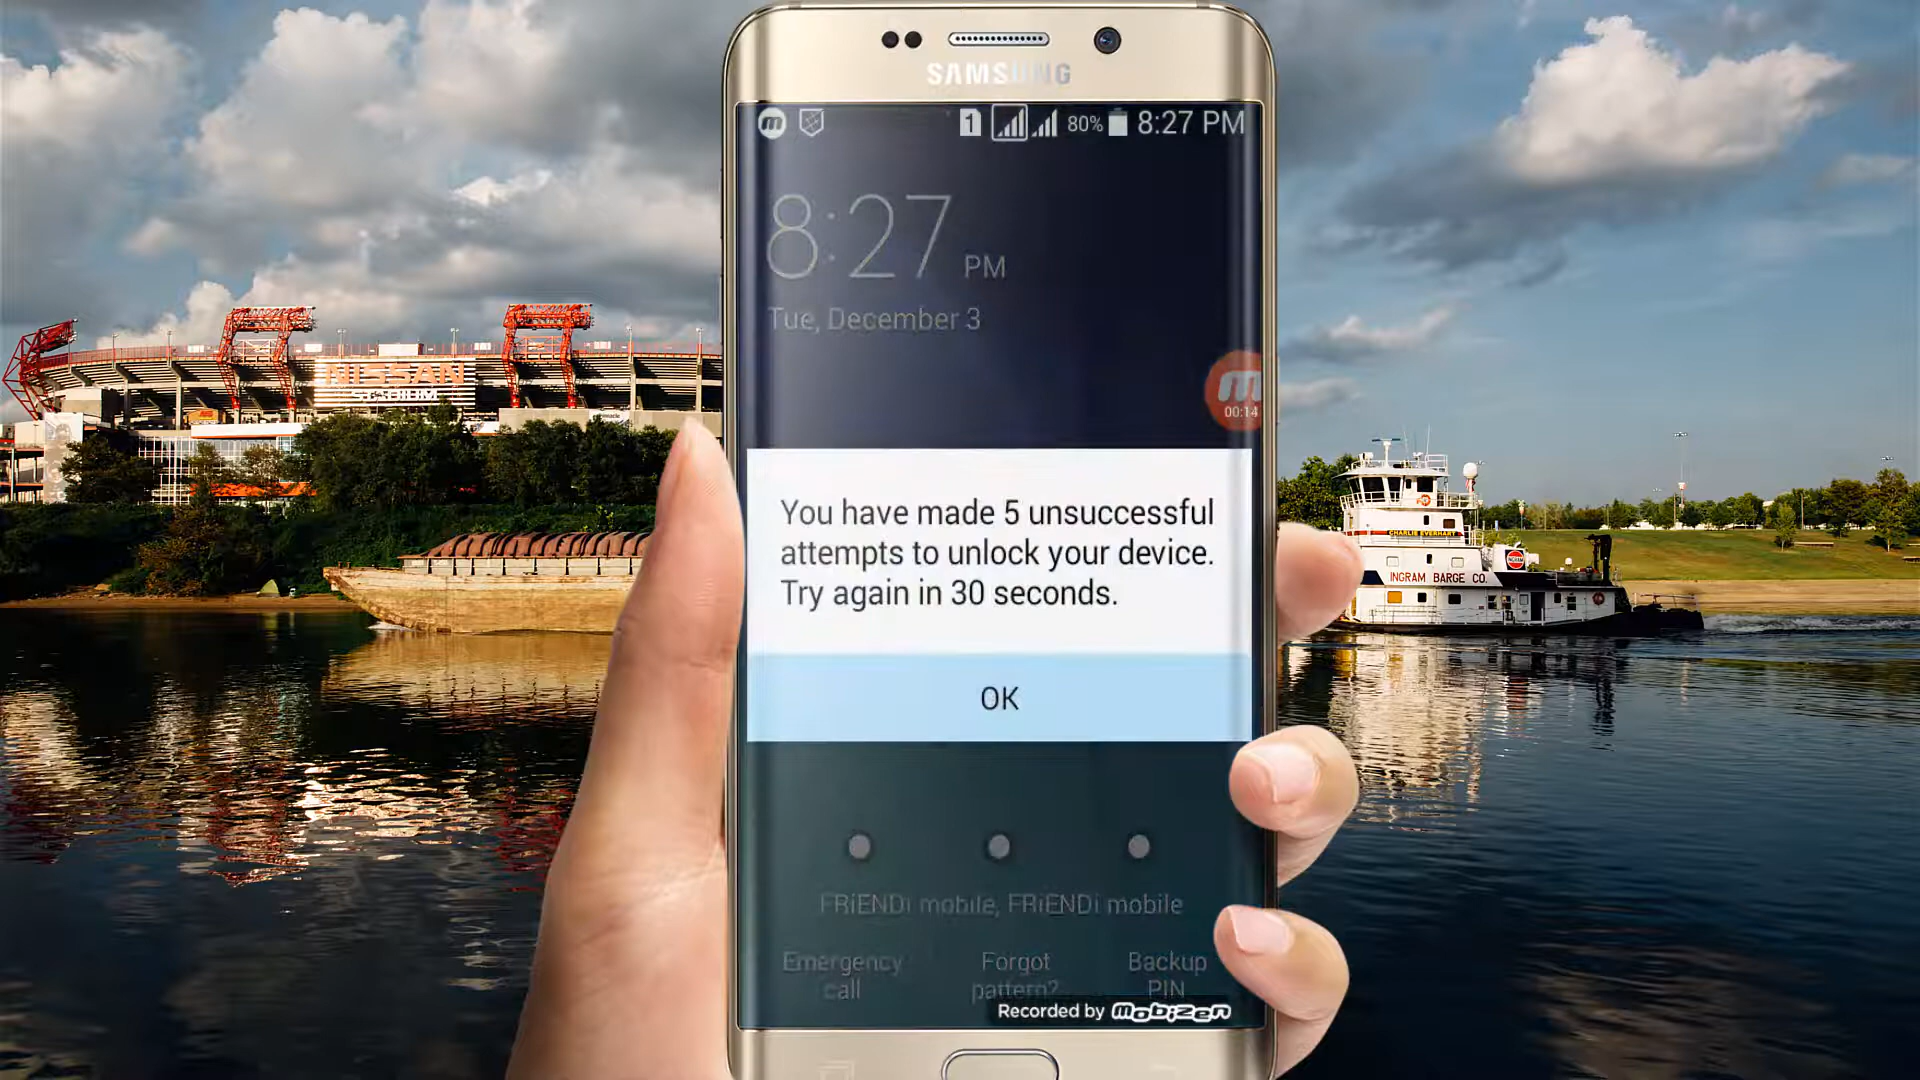 SAMSUNG
1 80% 8:27 PM
8:27 PM
Tue, December 3
00:14
NISSAN
STADIUM
You have made 5 unsuccessful
attempts to unlock your device.
Try again in 30 seconds.
OK
CHARLIE EVERHART
INGRAM BARGE CO.
FRiENDi mobile, FRiENDi mobile
Emergency
call
Forgot
pattern?
Backup
PIN
Recorded by Mobizen